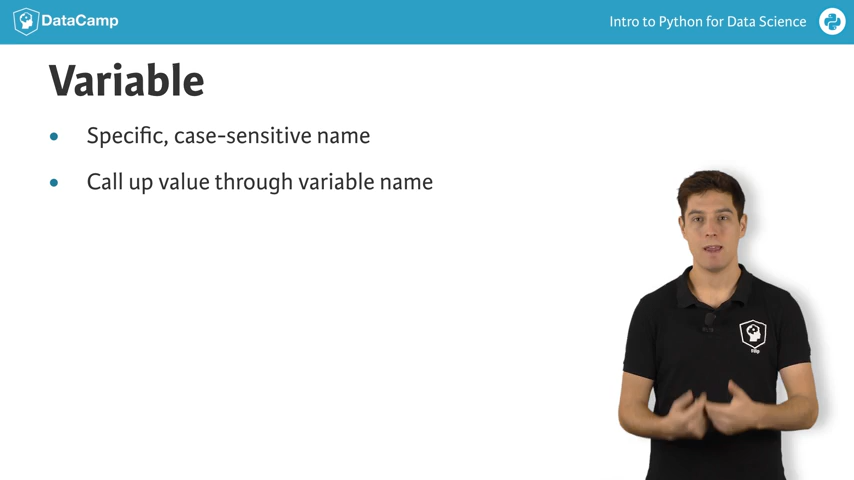 DataCamp
Intro to Python for Data Science
Variable
Specific, case-sensitive name
Call up value through variable name